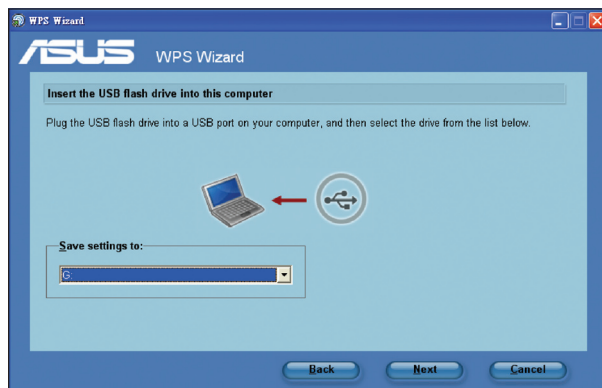 WPS Wizard
ASUS WPS Wizard
Insert the USB flash drive into this computer
Plug the USB flash drive into a USB port on your computer, and then select the drive from the list below.
Save settings to:
G:
Back Next Cancel